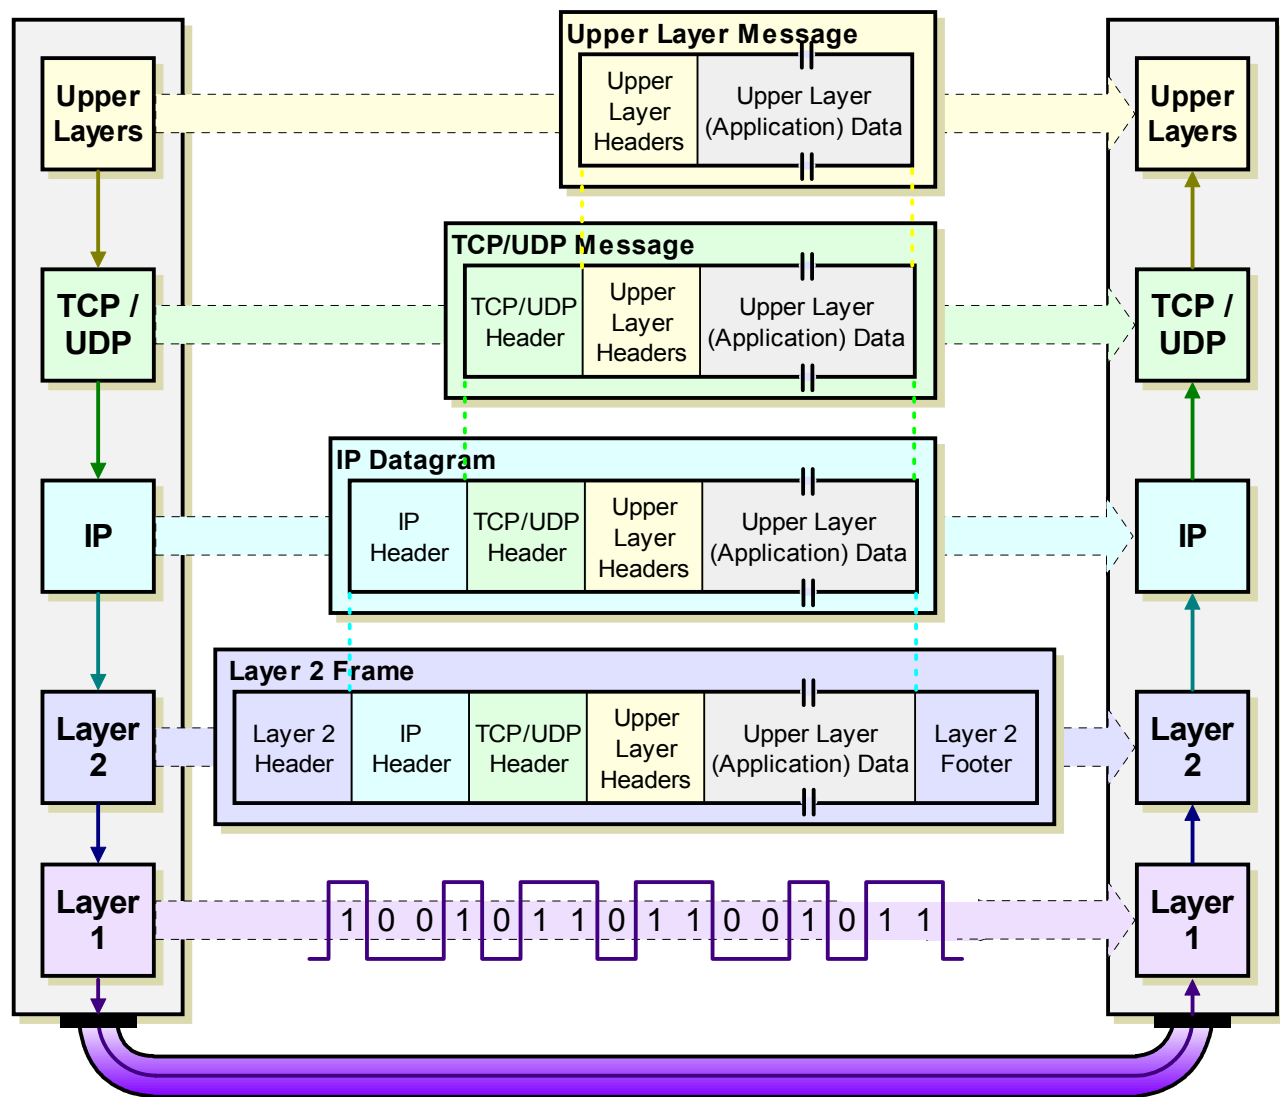 Upper Layer Message
Upper
Layers
Upper
Layer
Headers
Upper Layer
(Application) Data
Upper
Layers
TCP/UDP Message
TCP /
UDP
TCP/UDP
Header
Upper
Layer
Headers
Upper Layer
(Application) Data
TCP /
UDP
IP Datagram
IP
IP
Header
TCP/UDP
Header
Upper
Layer
Headers
Upper Layer
(Application) Data
IP
Layer 2 Frame
Layer
2
Layer 2
Header
IP
Header
TCP/UDP
Header
Upper
Layer
Headers
Upper Layer
(Application) Data
Layer 2
Footer
Layer
2
Layer
1
1 0 0 1 0 1 1 0 1 1 0 0 1 0 1 1
Layer
1